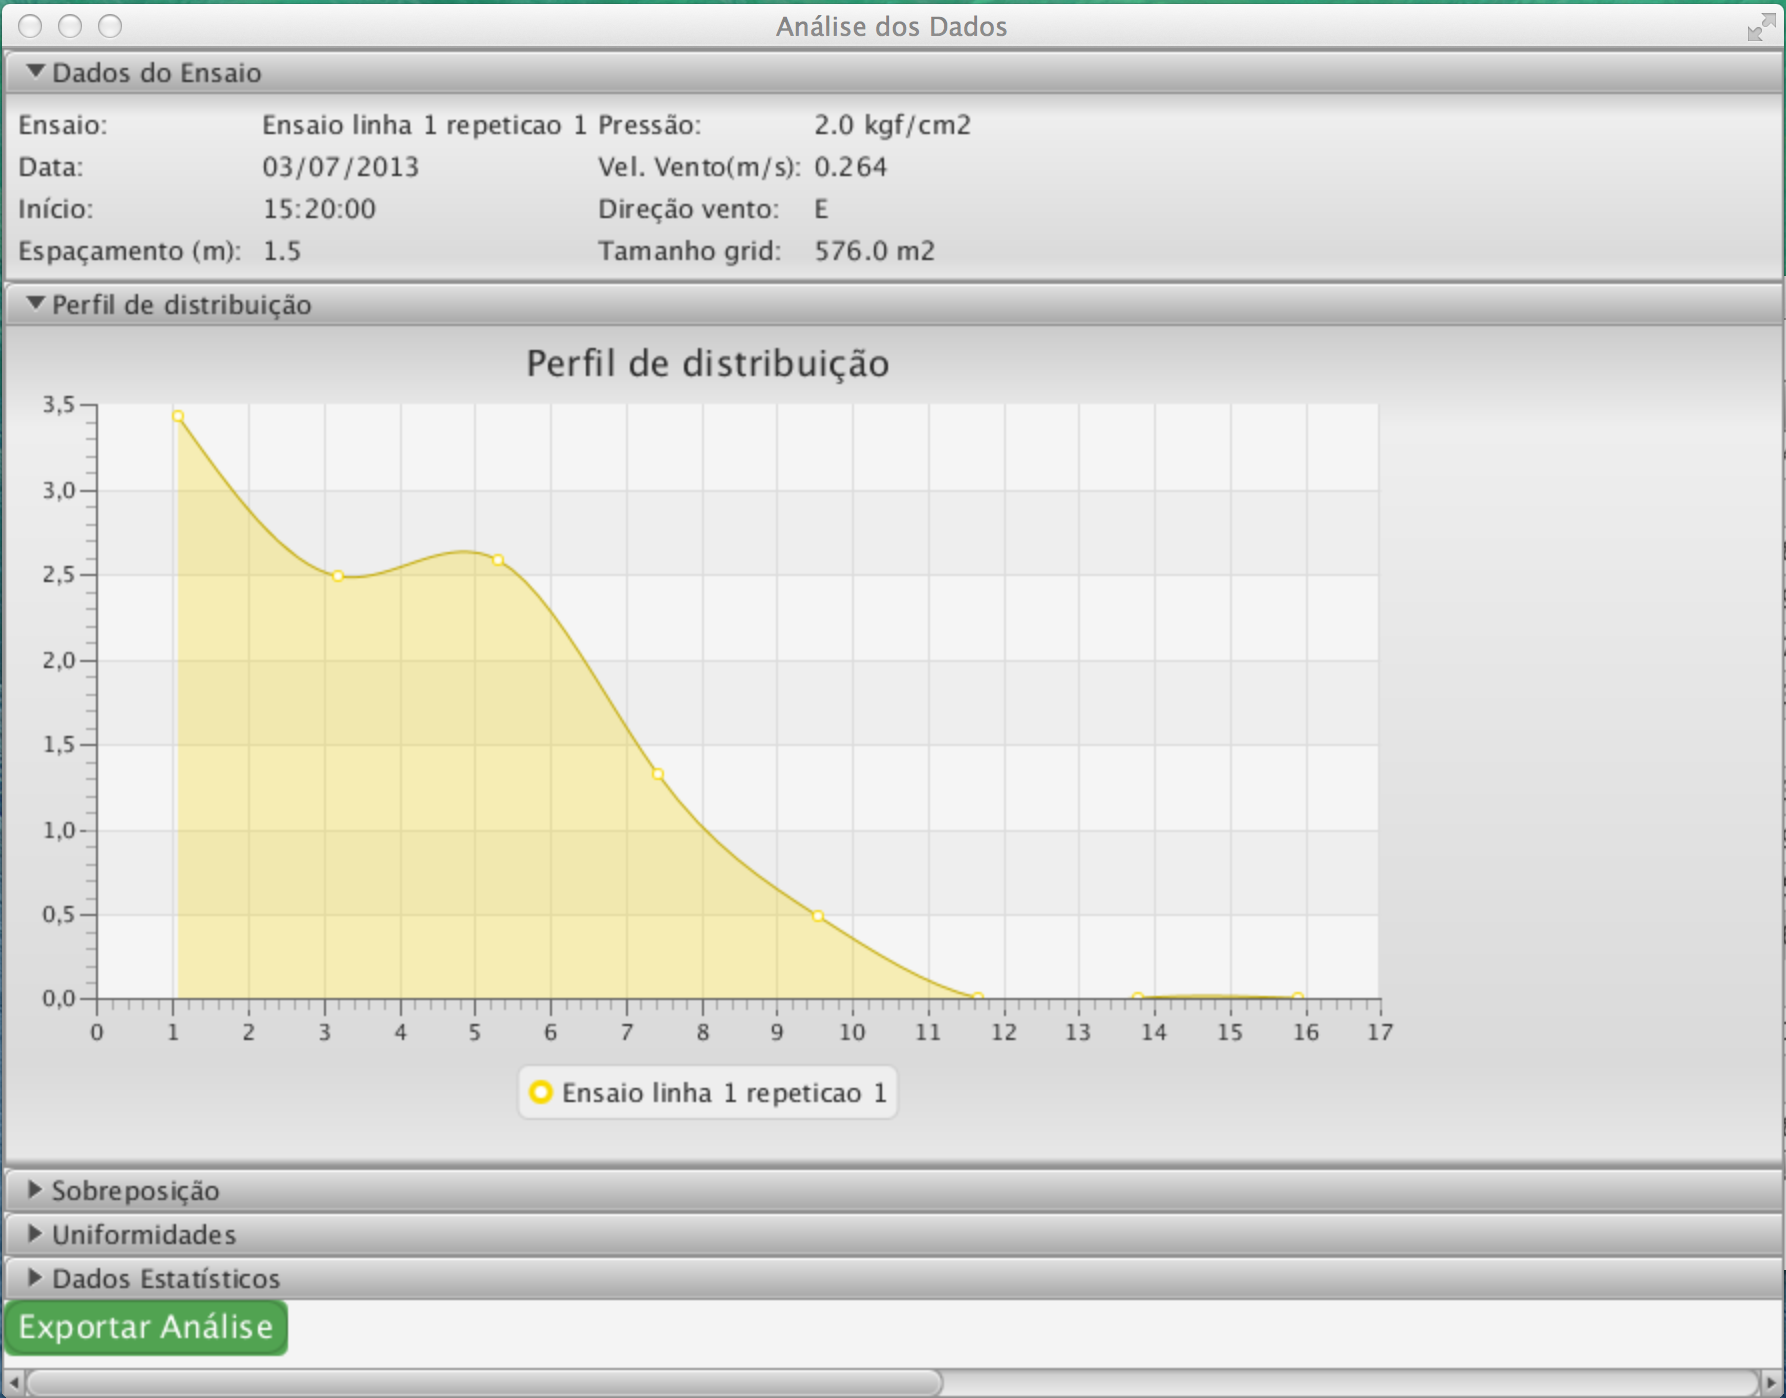 Análise dos Dados
Dados do Ensaio
Ensaio: Ensaio linha 1 repeticao 1 Pressão: 2.0 kgf/cm2
Data: 03/07/2013 Vel. Vento(m/s): 0.264
Início: 15:20:00 Direção vento: E
Espaçamento (m): 1.5 Tamanho grid: 576.0 m2
Perfil de distribuição
Perfil de distribuição
3,5
3,0
2,5
2,0
1,5
1,0
0,5
0,0
0 1 2 3 4 5 6 7 8 9 10 11 12 13 14 15 16 17
Ensaio linha 1 repeticao 1
Sobreposição
Uniformidades
Dados Estatísticos
Exportar Análise